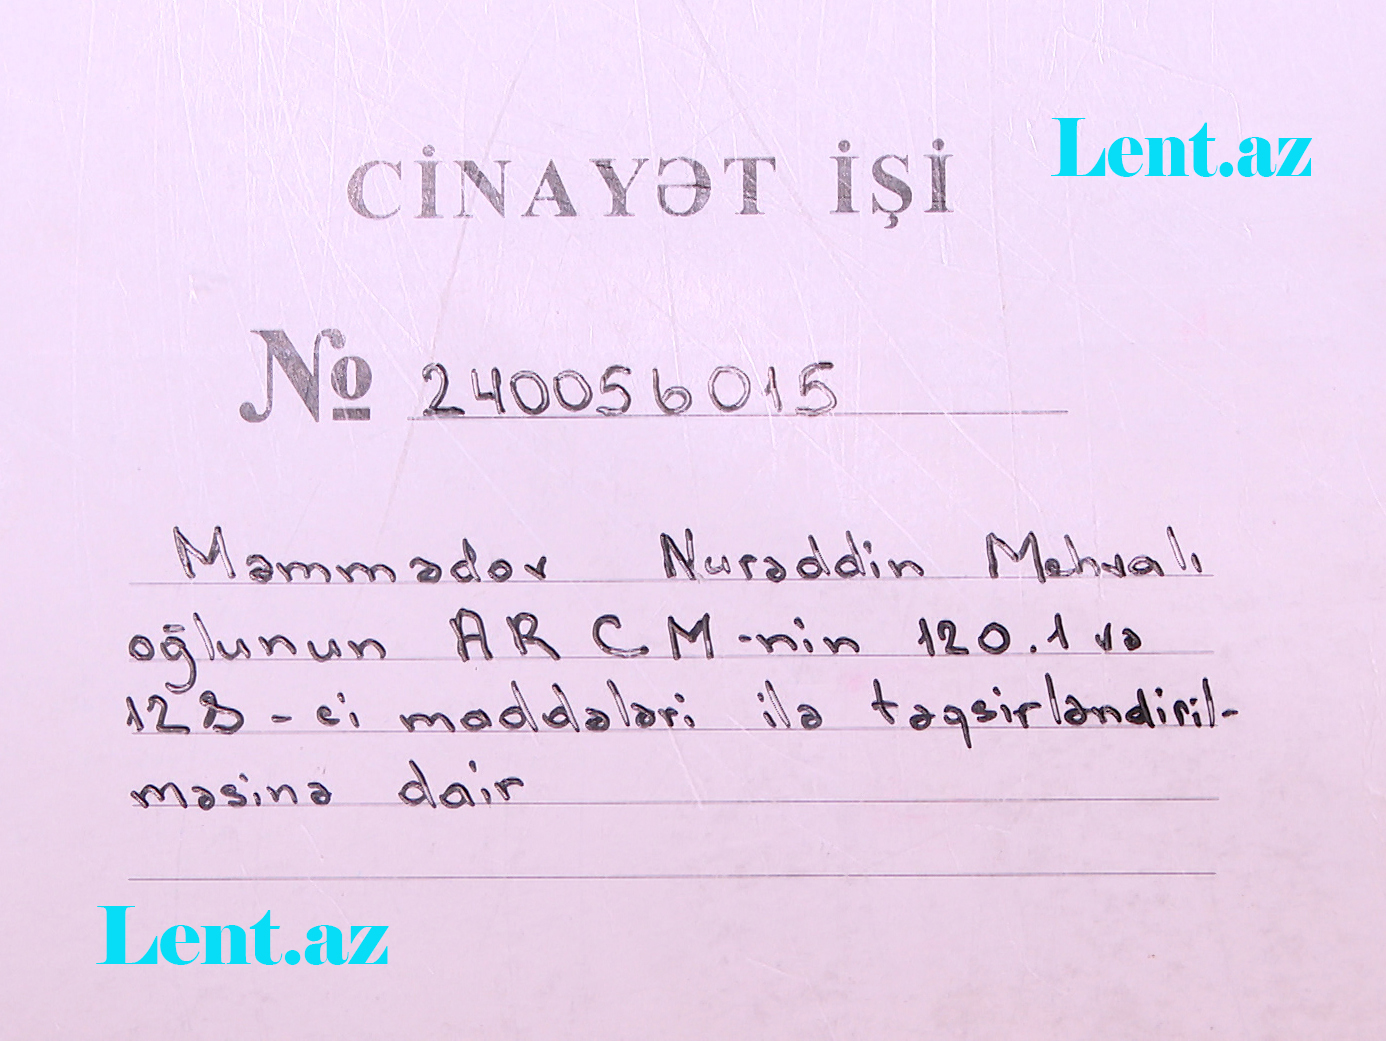 Lent.az
CİNAYƏT İŞİ
№ 240056015
Məmmədov Nurəddin Mehralı
oğlunun AR CM-nin 120.1 və
128-ci maddələri ilə təqsirləndiril-
məsinə dair
Lent.az